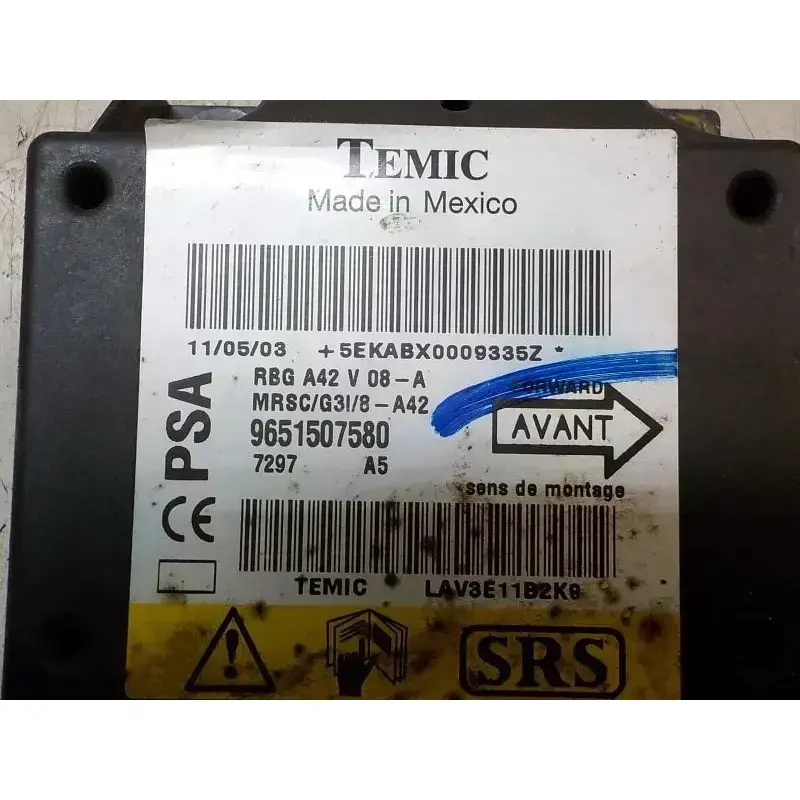 TEMIC
Made in Mexico
11/05/03 +5EKABX0009335Z *
PSA
RBG A42 V 08-A
MRSC/G3I/8-A42
9651507580
7297 A5
FORWARD
AVANT
sens de montage
CE
TEMIC LAV3E11B2K9
SRS